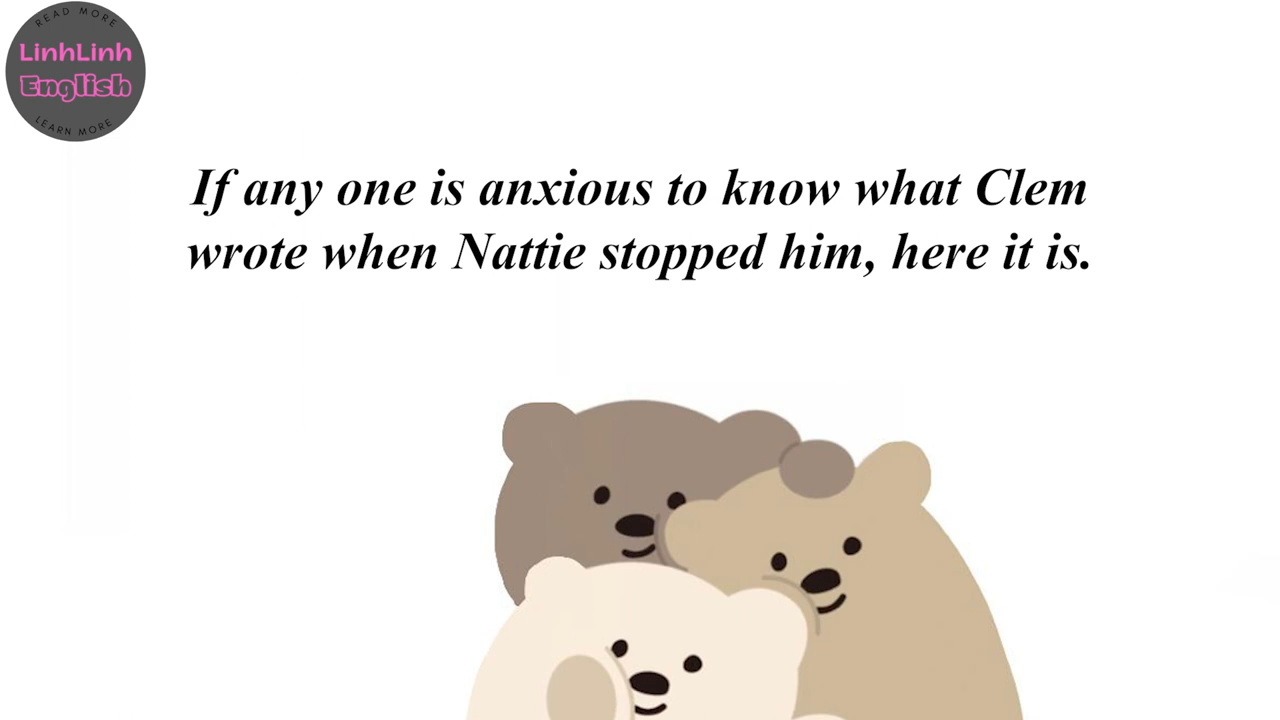 READ MORE
LinhLinh
English
LEARN MORE
If any one is anxious to know what Clem
wrote when Nattie stopped him, here it is.